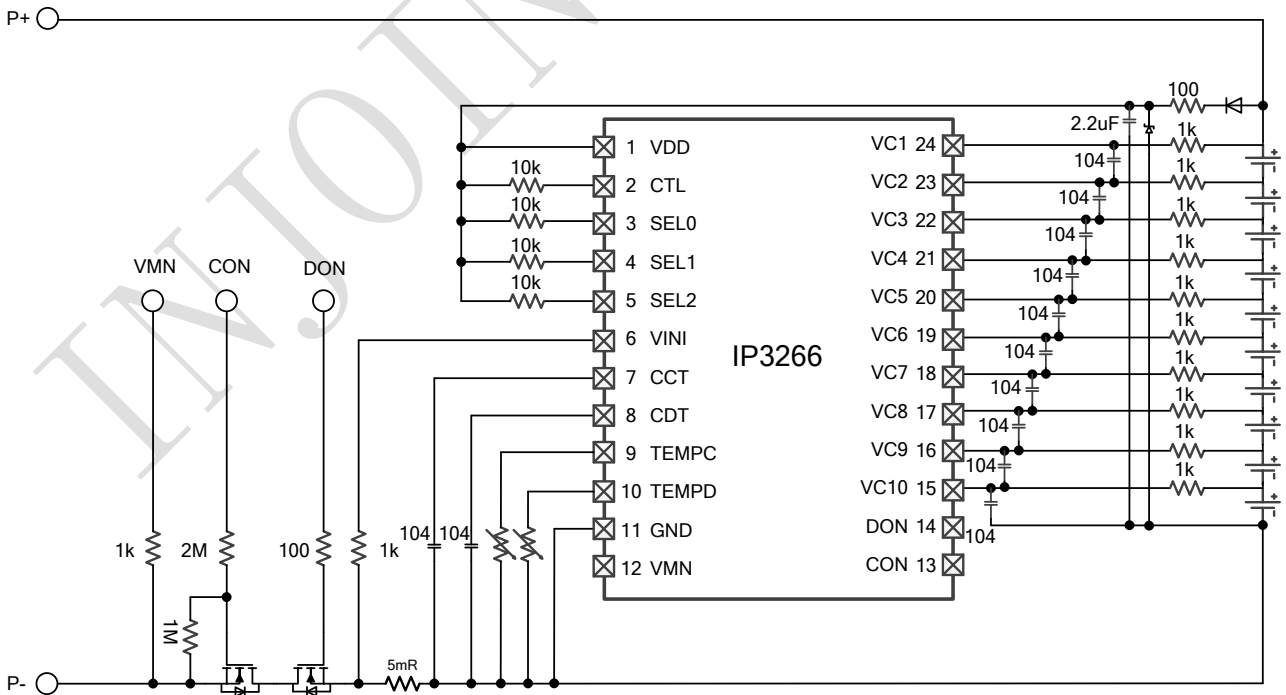 P+
100
2.2uF
1k
1 VDD
VC1 24
104
1k
10k
2 CTL
VC2 23
104
1k
10k
3 SEL0
VC3 22
104
1k
10k
4 SEL1
VC4 21
104
1k
10k
5 SEL2
VC5 20
104
1k
6 VINI
VC6 19
104
1k
7 CCT
VC7 18
104
1k
8 CDT
VC8 17
104
1k
9 TEMPC
VC9 16
104
1k
10 TEMPD
VC10 15
104
11 GND
DON 14
12 VMN
CON 13
IP3266
VMN
CON
DON
1k
2M
100
1k
104
104
1M
5mR
P-
INJOIN
+
-
+
-
+
-
+
-
+
-
+
-
+
-
+
-
+
-
+
-